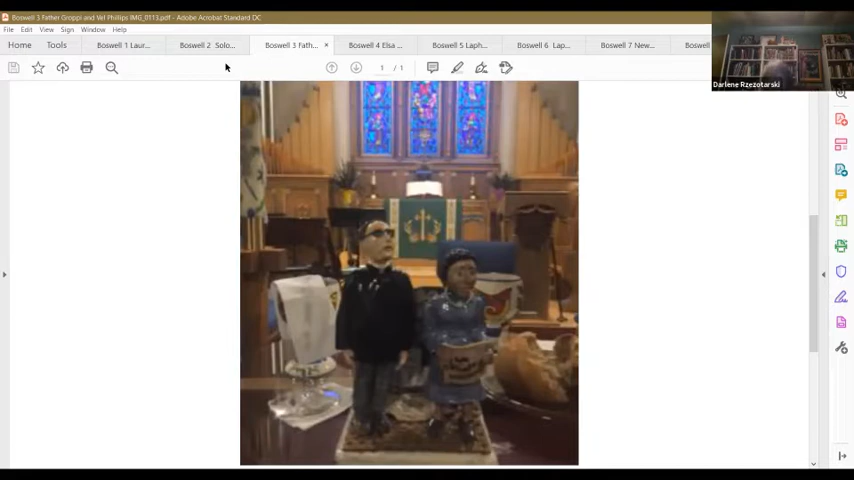 Boswell 3 Father Groppi and Vel Phillips IMG_0113.pdf - Adobe Acrobat Standard DC
File Edit View Sign Window Help
Home Tools Boswell 1 Laur... Boswell 2 Solo... Boswell 3 Fath... × Boswell 4 Elsa ... Boswell 5 Laph... Boswell 6 Lap... Boswell 7 New... Boswell
1 / 1
Darlene Rzezotarski